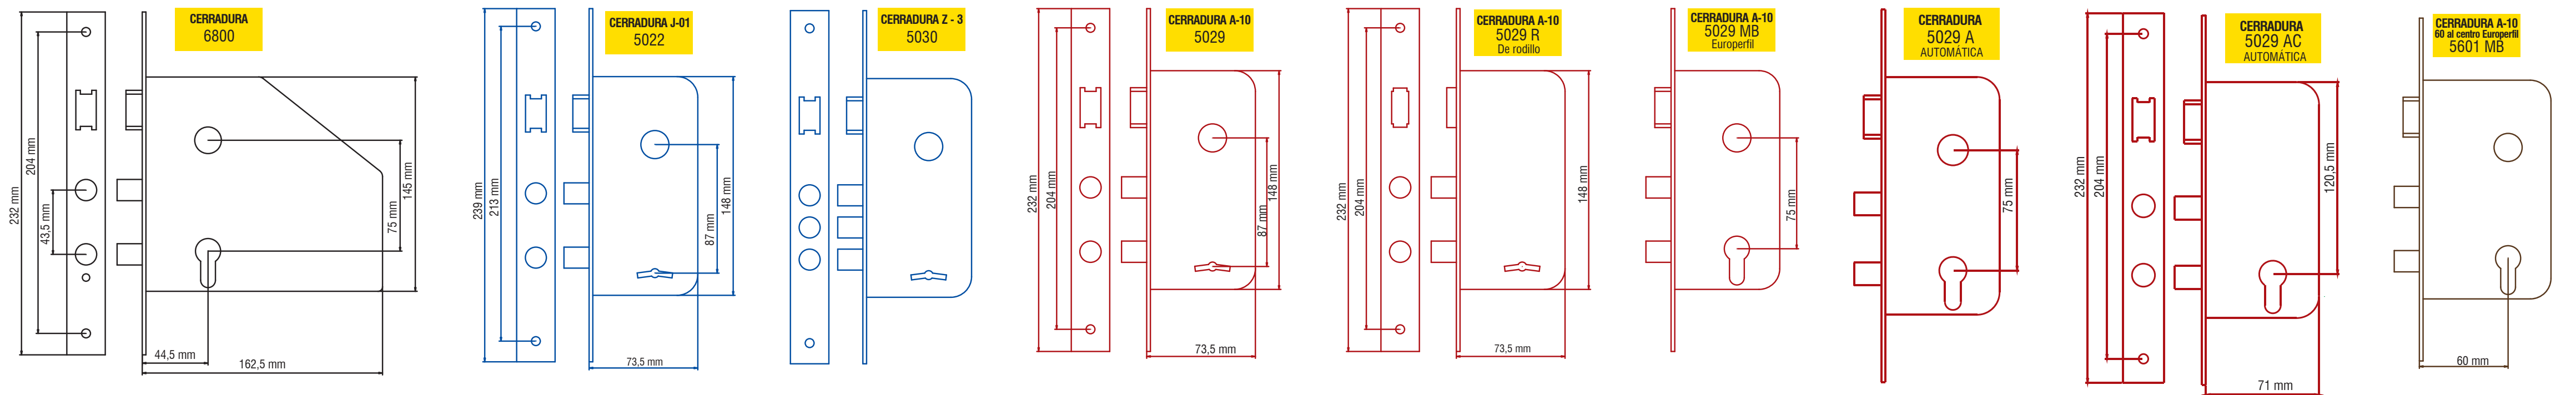 CERRADURA
6800
232 mm
204 mm
43,5 mm
75 mm
145 mm
44,5 mm
162,5 mm
CERRADURA J-01
5022
239 mm
213 mm
87 mm
148 mm
73,5 mm
CERRADURA Z - 3
5030
CERRADURA A-10
5029
232 mm
204 mm
87 mm
148 mm
73,5 mm
CERRADURA A-10
5029 R
De rodillo
232 mm
204 mm
148 mm
73,5 mm
CERRADURA A-10
5029 MB
Europerfil
75 mm
CERRADURA
5029 A
AUTOMÁTICA
75 mm
CERRADURA
5029 AC
AUTOMÁTICA
232 mm
204 mm
120,5 mm
71 mm
CERRADURA A-10
60 al centro Europerfil
5601 MB
60 mm